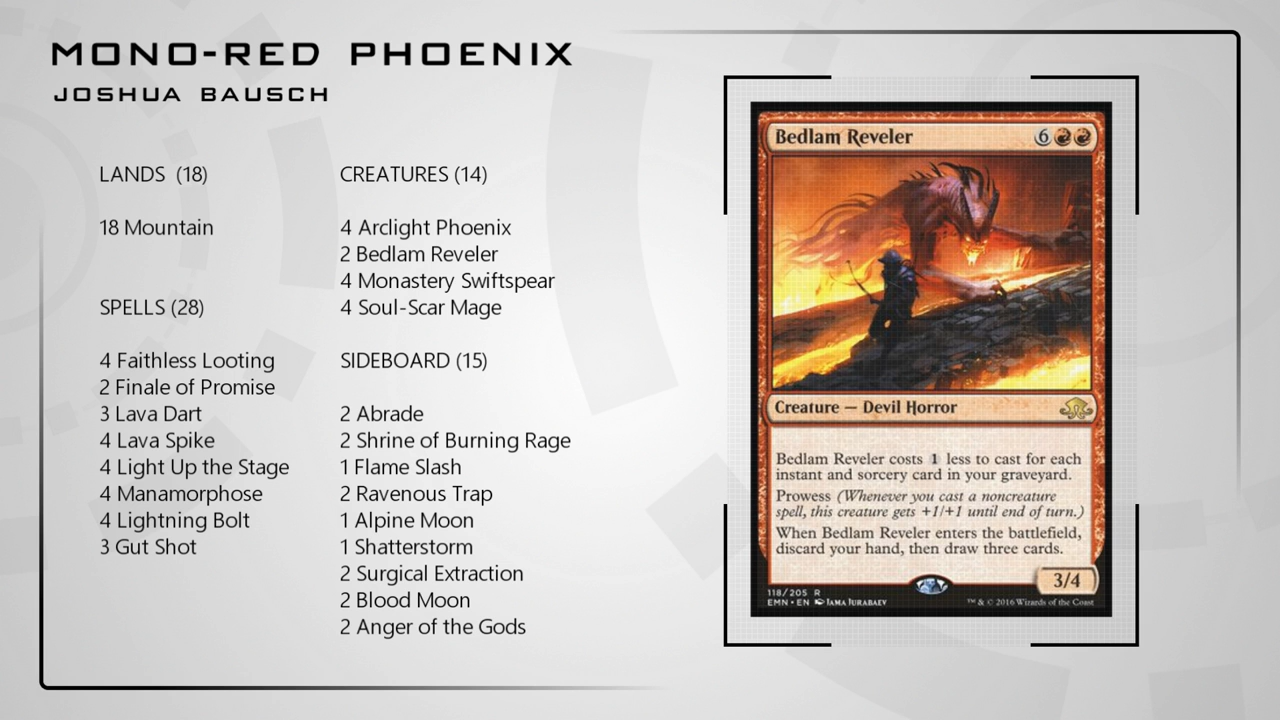 MONO-RED PHOENIX
JOSHUA BAUSCH
LANDS (18)
18 Mountain
SPELLS (28)
4 Faithless Looting
2 Finale of Promise
3 Lava Dart
4 Lava Spike
4 Light Up the Stage
4 Manamorphose
4 Lightning Bolt
3 Gut Shot
CREATURES (14)
4 Arclight Phoenix
2 Bedlam Reveler
4 Monastery Swiftspear
4 Soul-Scar Mage
SIDEBOARD (15)
2 Abrade
2 Shrine of Burning Rage
1 Flame Slash
2 Ravenous Trap
1 Alpine Moon
1 Shatterstorm
2 Surgical Extraction
2 Blood Moon
2 Anger of the Gods
Bedlam Reveler 6
Creature — Devil Horror
Bedlam Reveler costs 1 less to cast for each
instant and sorcery card in your graveyard.
Prowess (Whenever you cast a noncreature
spell, this creature gets +1/+1 until end of turn.)
When Bedlam Reveler enters the battlefield,
discard your hand, then draw three cards.
3/4
118/205 R
EMN • EN JAMA JURABAEV
™ & © 2016 Wizards of the Coast